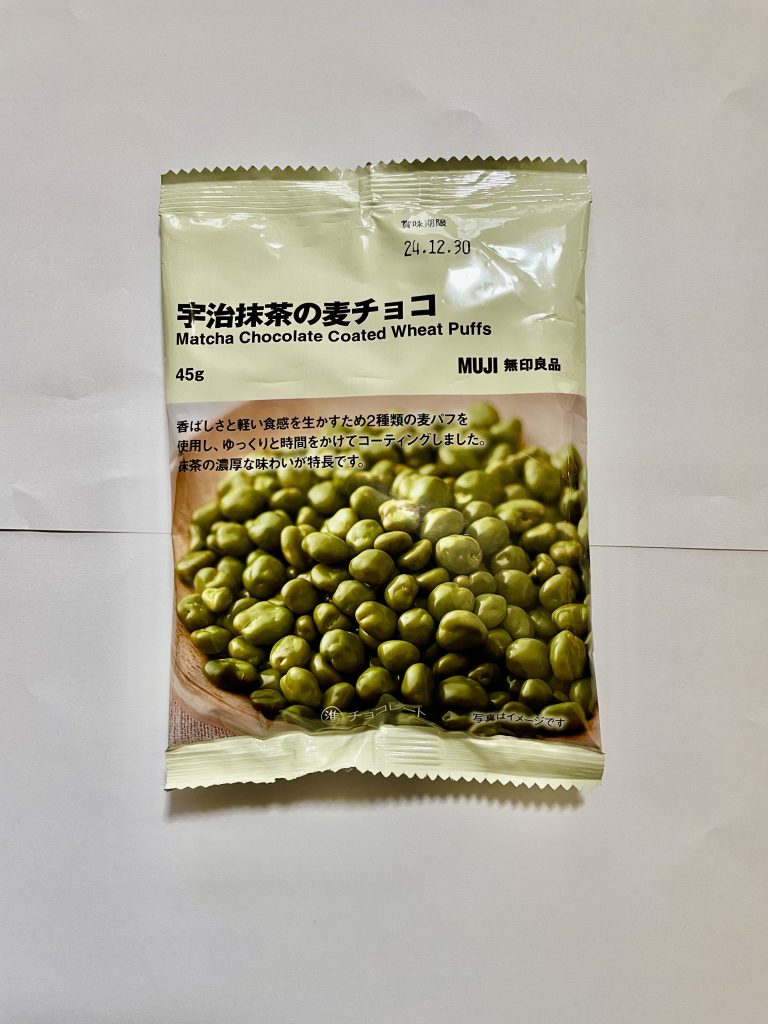 賞味期限
24.12.30
宇治抹茶の麦チョコ
Matcha Chocolate Coated Wheat Puffs
45g
MUJI 無印良品
香ばしさと軽い食感を生かすため2種類の麦パフを
使用し、ゆっくりと時間をかけてコーティングしました。
抹茶の濃厚な味わいが特長です。
準 チョコレート
写真はイメージです